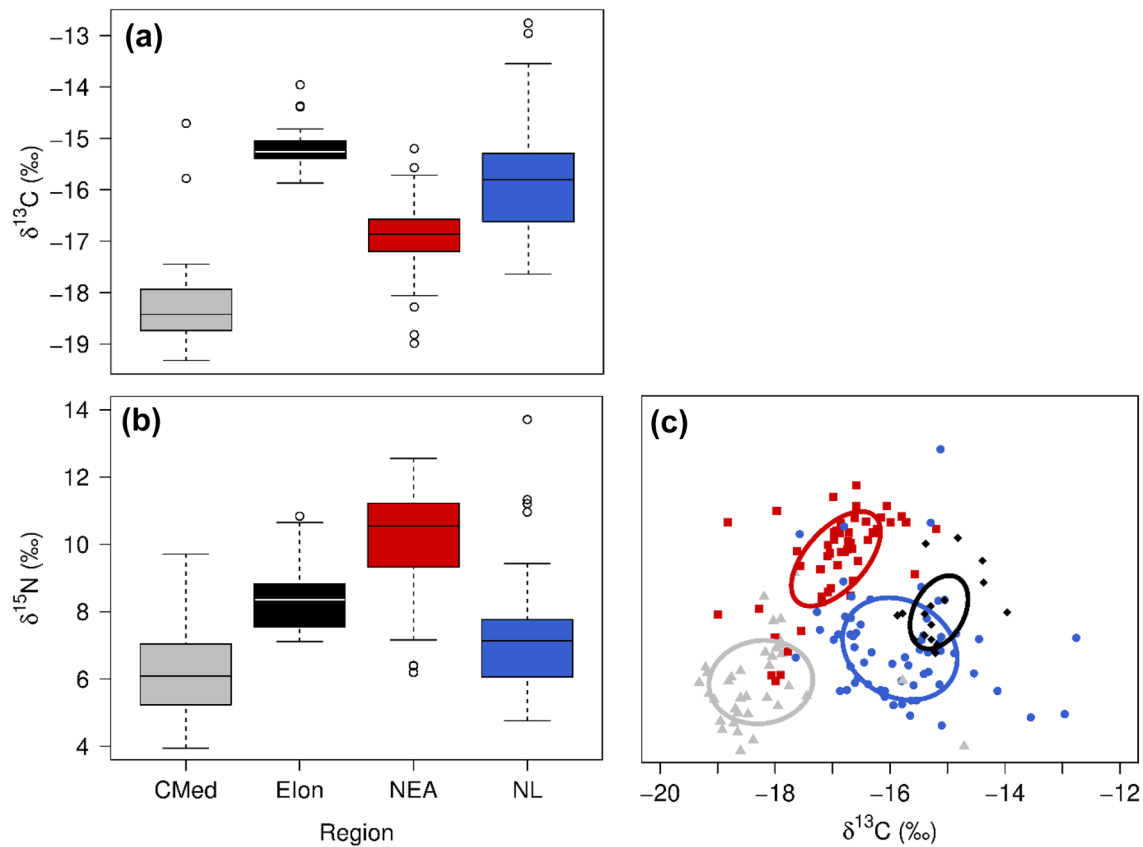 (a)
−13
−14
−15
−16
−17
−18
−19
δ¹³C (‰)
(b)
14
12
10
8
6
4
δ¹⁵N (‰)
CMed Elon NEA NL
Region
(c)
−20 −18 −16 −14 −12
δ¹³C (‰)